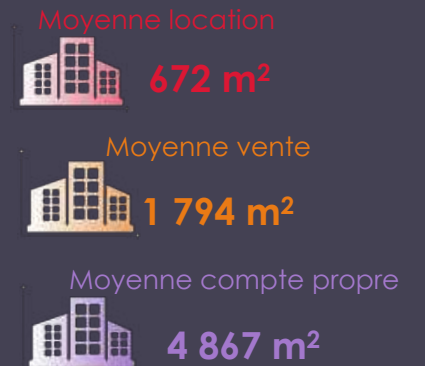 Moyenne location
672 m²
Moyenne vente
1 794 m²
Moyenne compte propre
4 867 m²